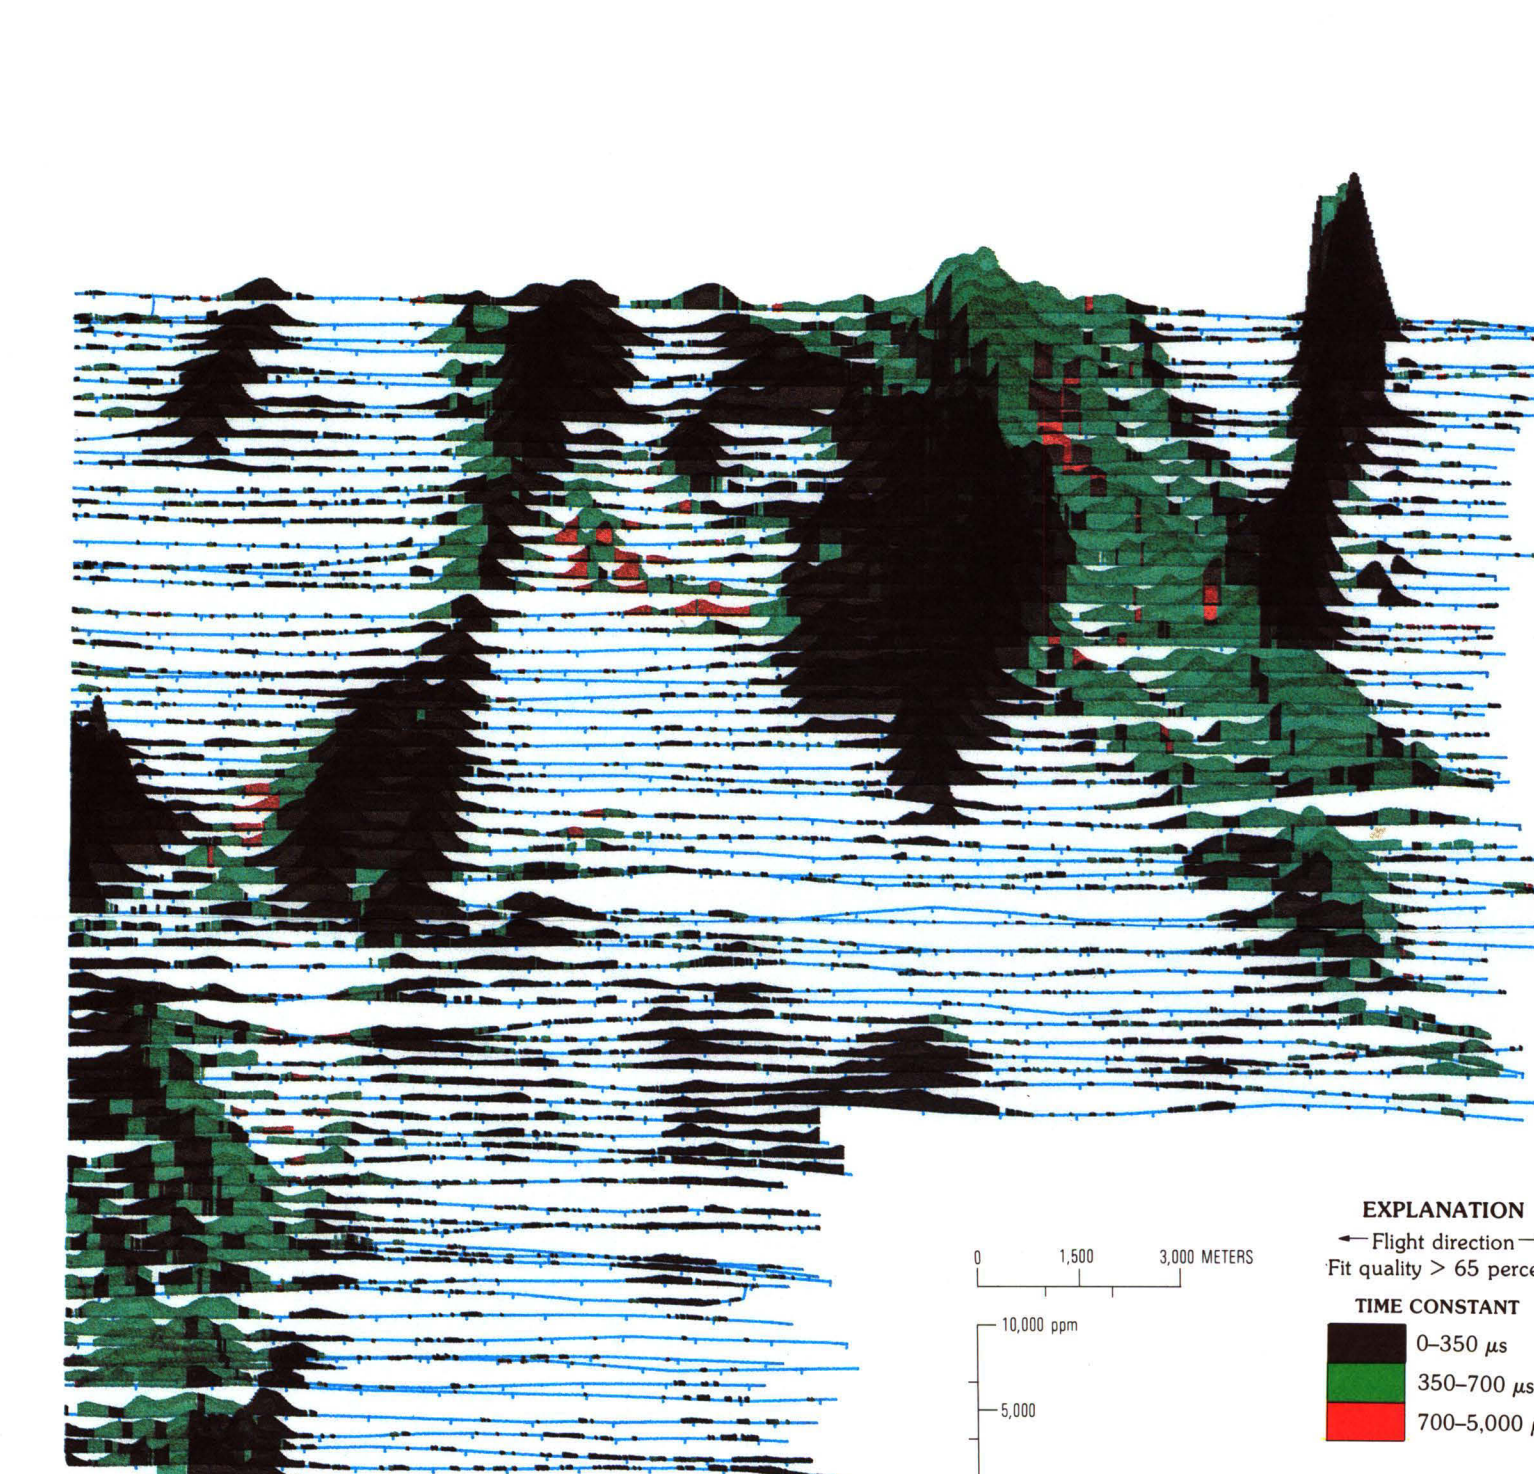 EXPLANATION
Flight direction
Fit quality > 65
TIME CONSTANT
0–350 μs
350–700 μs
700–5,000
0 1,500 3,000 METERS
10,000 ppm
5,000